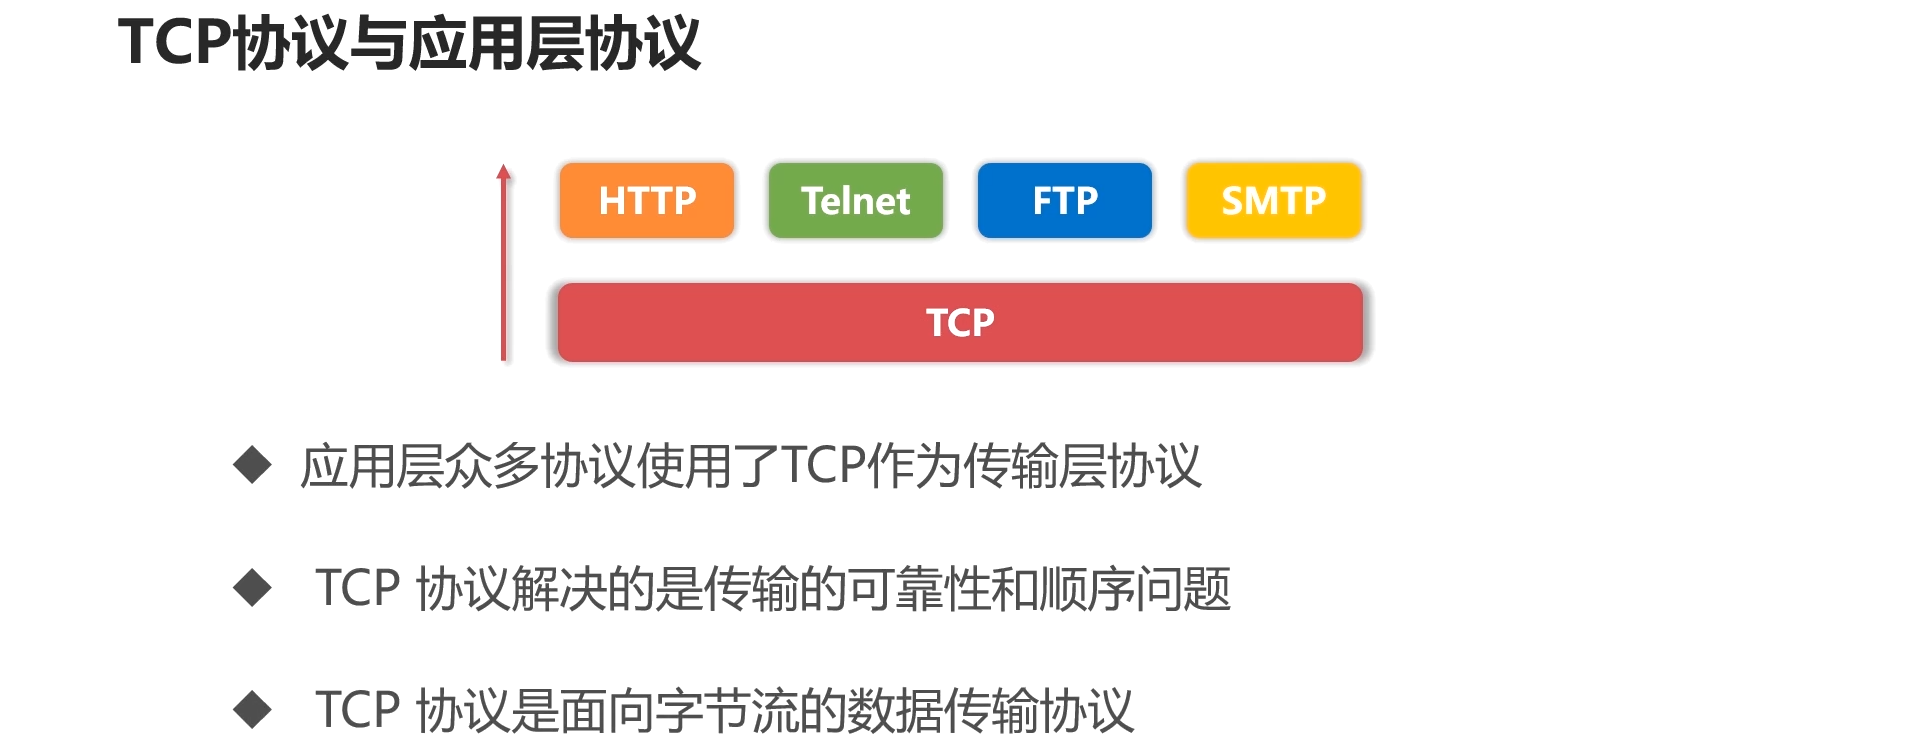 TCP协议与应用层协议
HTTP Telnet FTP SMTP
TCP
应用层众多协议使用了TCP作为传输层协议
TCP 协议解决的是传输的可靠性和顺序问题
TCP 协议是面向字节流的数据传输协议